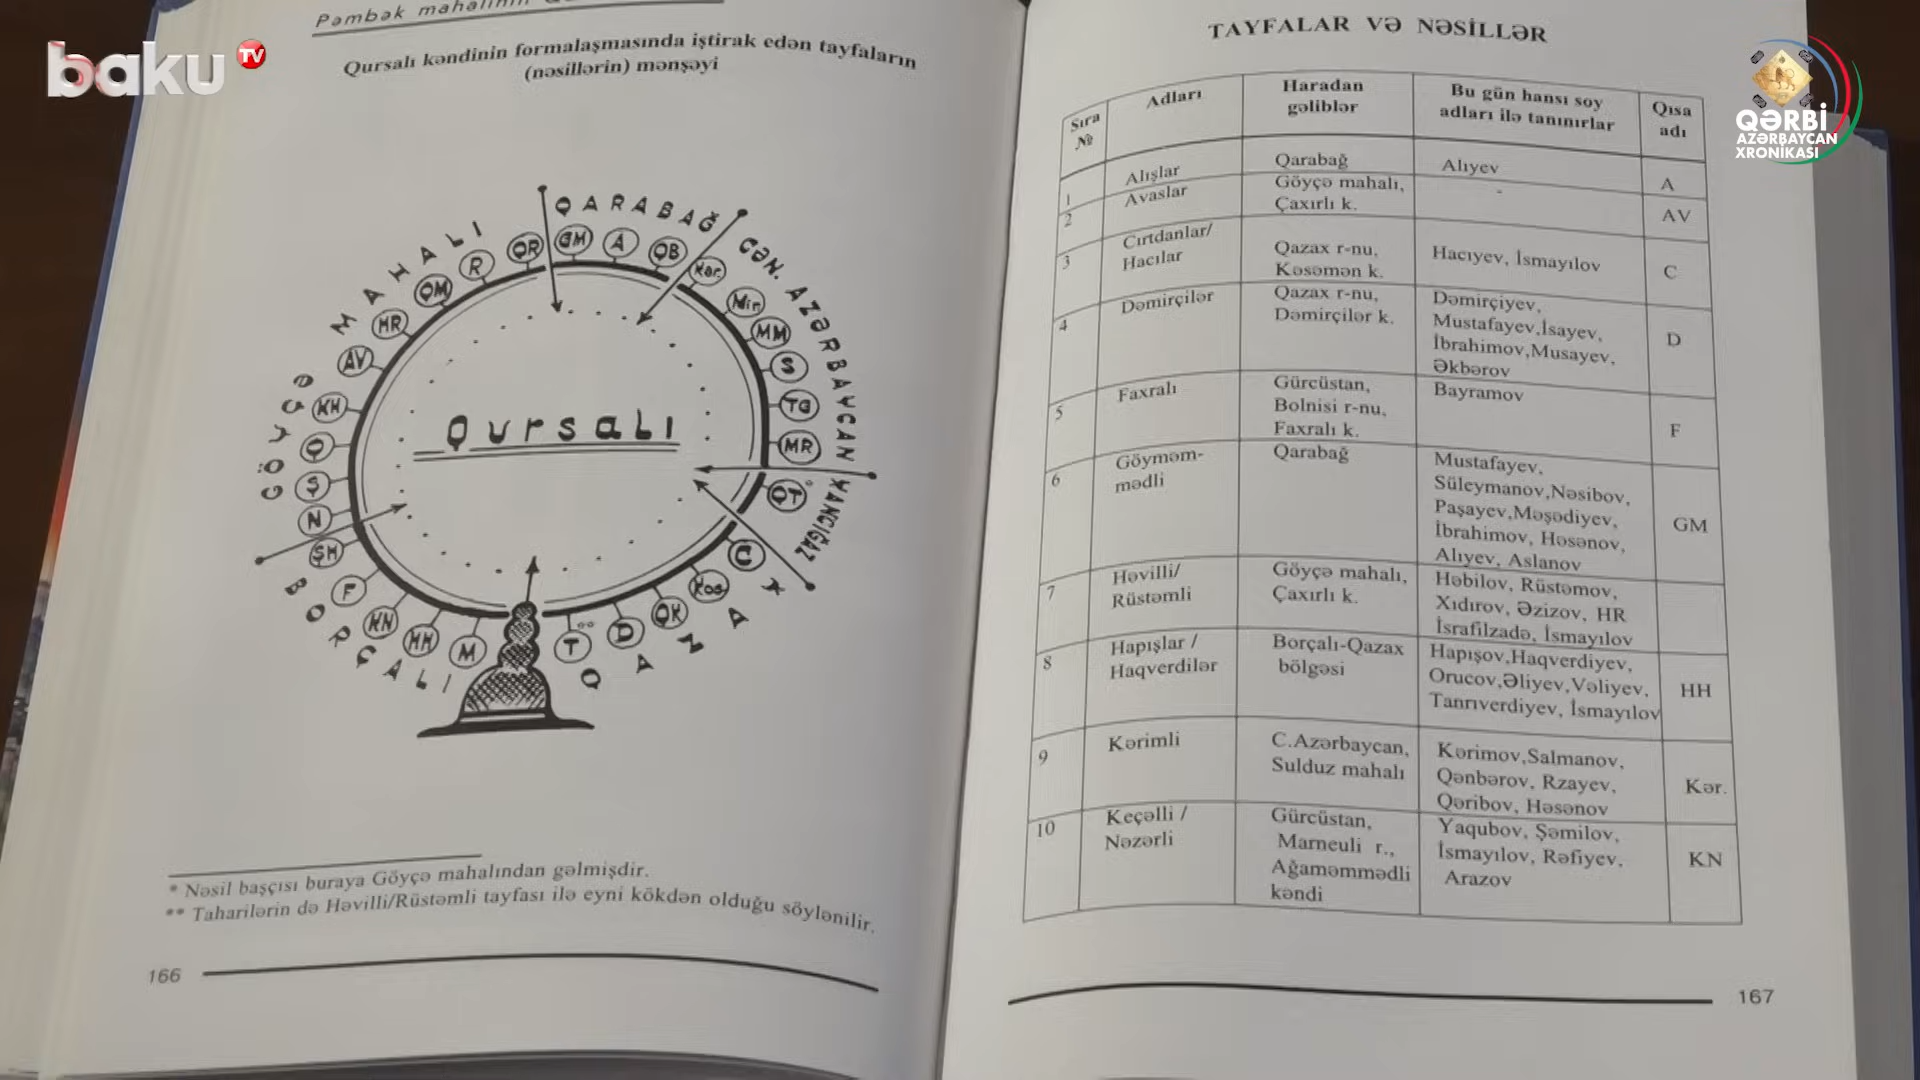 baku TV
Pəmbək mahalının
Qursalı kəndinin formalaşmasında iştirak edən tayfaların
(nəsillərin) mənşəyi
QARABAĞ
CƏN. AZƏRBAYCAN
XANCIĞAZ
QAZAX
BORÇALI
GÖYÇƏ MAHALI
GM
A
QB
Kər.
Mir.
MM
S
TG
MR
QT*
C
Kos.
QK
D
T**
M
HH
KN
F
ŞH
N
Ş
Q
KH
AV
HR
QM
R
QR
Qursalı
* Nəsil başçısı buraya Göyçə mahalından gəlmişdir.
** Taharilərin də Həvilli/Rüstəmli tayfası ilə eyni kökdən olduğu söylənilir.
166
TAYFALAR VƏ NƏSİLLƏR
Sıra № Adları Haradan gəliblər Bu gün hansı soy adları ilə tanınırlar Qısa adı
1 Alışlar Qarabağ Alıyev A
2 Avaslar Göyçə mahalı, Çaxırlı k. - AV
3 Cırtdanlar/ Hacılar Qazax r-nu, Kəsəmən k. Hacıyev, İsmayılov C
4 Dəmirçilər Qazax r-nu, Dəmirçilər k. Dəmirçiyev, Mustafayev,İsayev, İbrahimov,Musayev, Əkbərov D
5 Faxralı Gürcüstan, Bolnisi r-nu, Faxralı k. Bayramov F
6 Göyməm- mədli Qarabağ Mustafayev, Süleymanov,Nəsibov, Paşayev,Məşədiyev, İbrahimov, Həsənov, Alıyev, Aslanov GM
7 Həvilli/ Rüstəmli Göyçə mahalı, Çaxırlı k. Həbilov, Rüstəmov, Xıdırov, Əzizov, HR İsrafilzadə, İsmayılov
8 Hapışlar / Haqverdilər Borçalı-Qazax bölgəsi Hapışov,Haqverdiyev, Orucov,Əliyev,Vəliyev, Tanrıverdiyev, İsmayılov HH
9 Kərimli C.Azərbaycan, Sulduz mahalı Kərimov,Salmanov, Qənbərov, Rzayev, Qəribov, Həsənov Kər.
10 Keçəlli / Nəzərli Gürcüstan, Marneuli r., Ağaməmmədli kəndi Yaqubov, Şəmilov, İsmayılov, Rəfiyev, Arazov KN
167
QƏRBİ
AZƏRBAYCAN
XRONİKASI